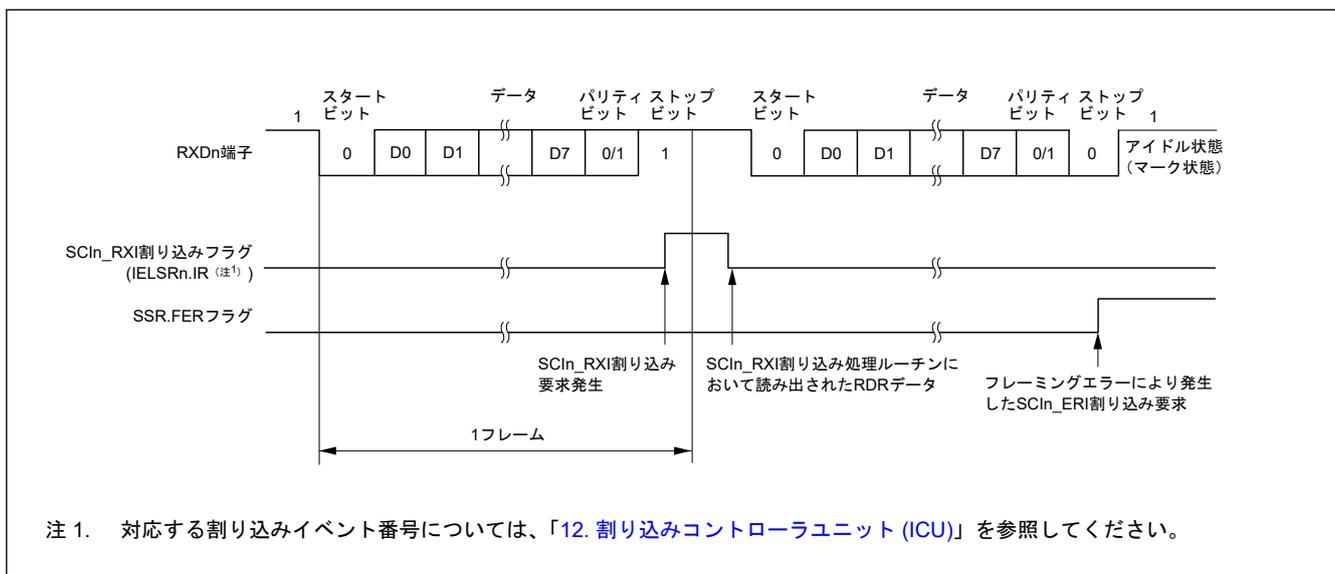 スタート
ビット
データ
パリティ
ビット
ストップ
ビット
スタート
ビット
データ
パリティ
ビット
ストップ
ビット
1
1
RXDn端子
0 D0 D1 D7 0/1 1 0 D0 D1 D7 0/1 0
アイドル状態
（マーク状態）
SCIn_RXI割り込みフラグ
(IELSRn.IR（注1）)
SSR.FERフラグ
SCIn_RXI割り込み
要求発生
SCIn_RXI割り込み処理ルーチンに
おいて読み出されたRDRデータ
フレーミングエラーにより発生
したSCIn_ERI割り込み要求
1フレーム
注 1. 対応する割り込みイベント番号については、「12. 割り込みコントローラユニット (ICU)」を参照してください。